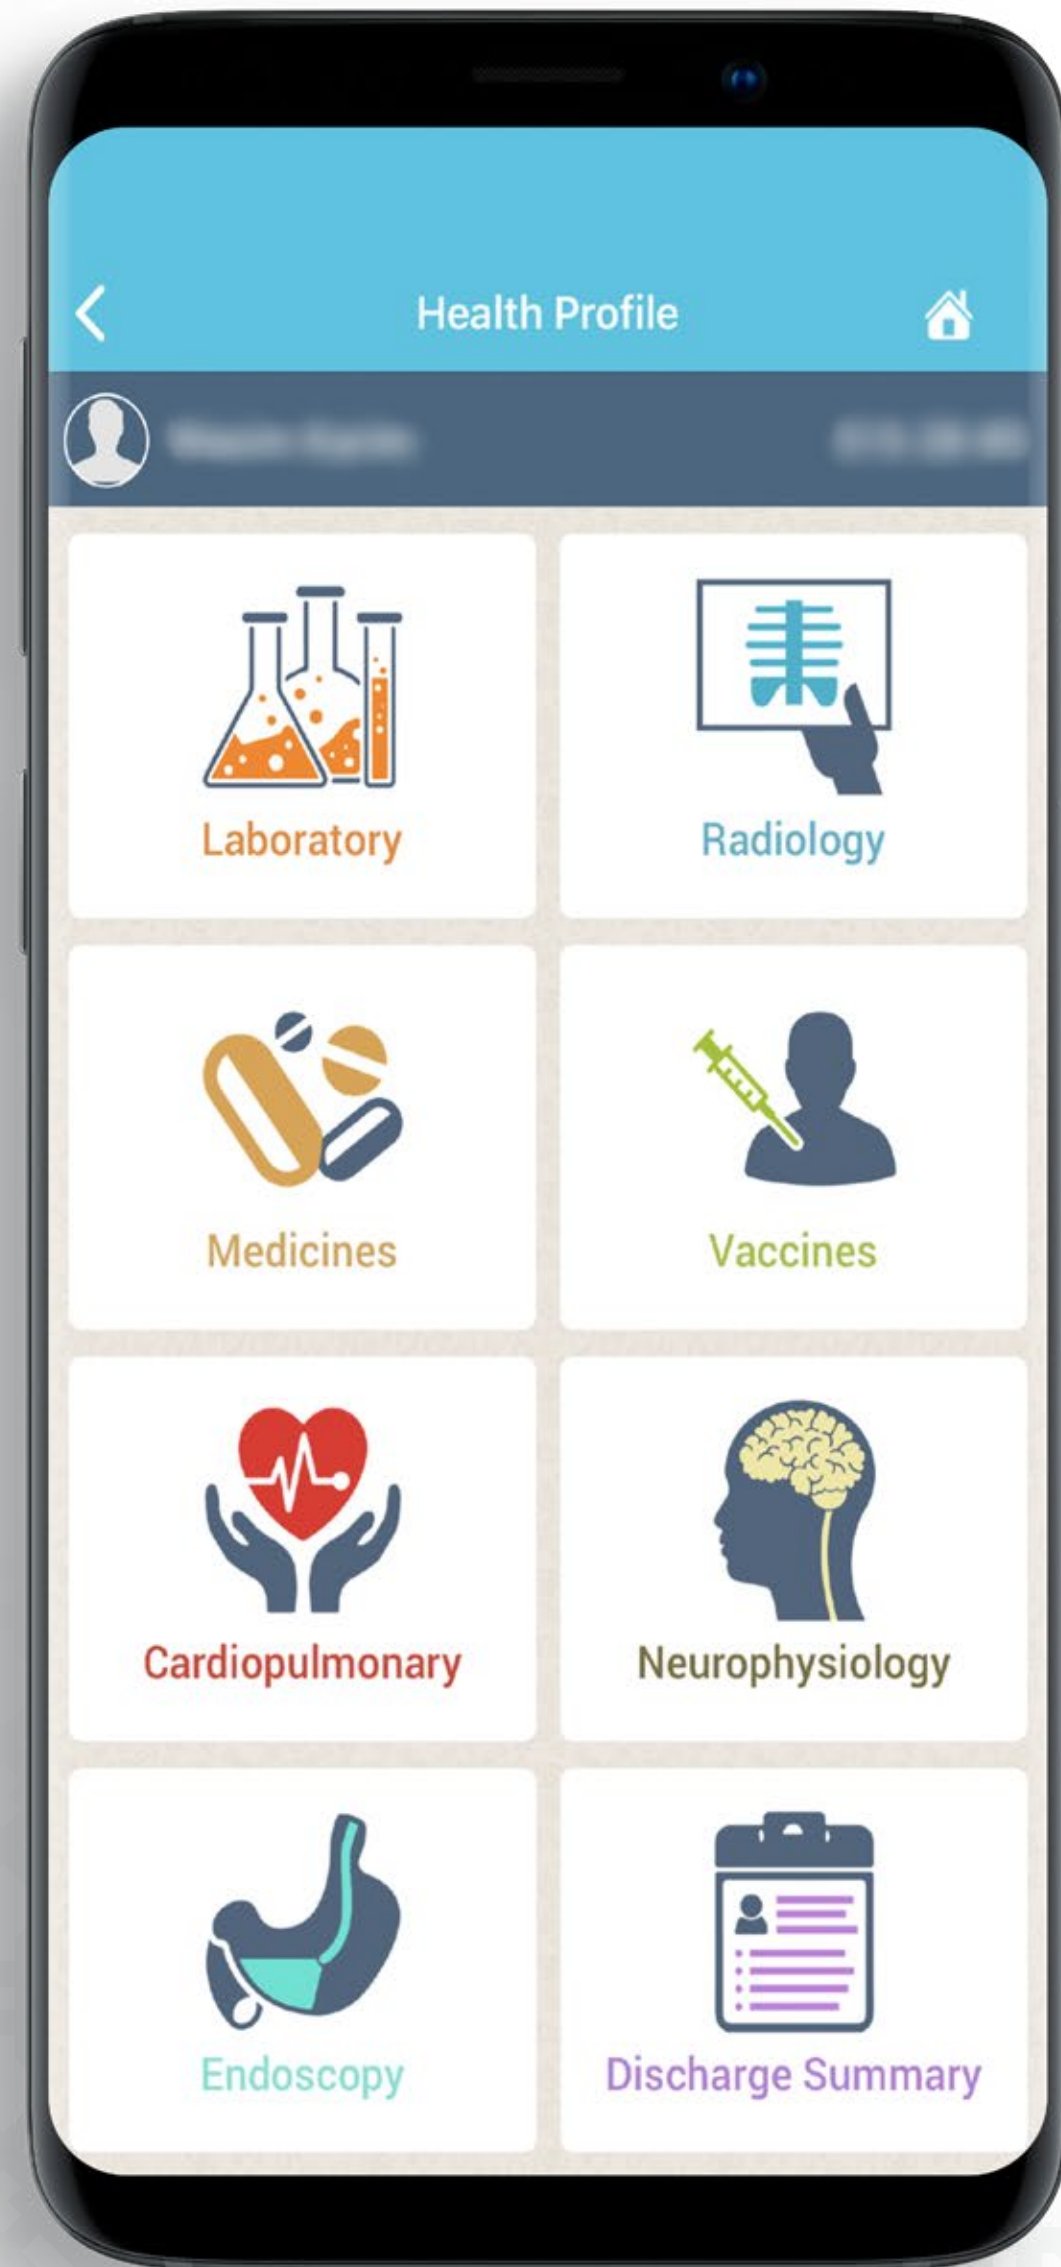 Health Profile
Laboratory
Radiology
Medicines
Vaccines
Cardiopulmonary
Neurophysiology
Endoscopy
Discharge Summary